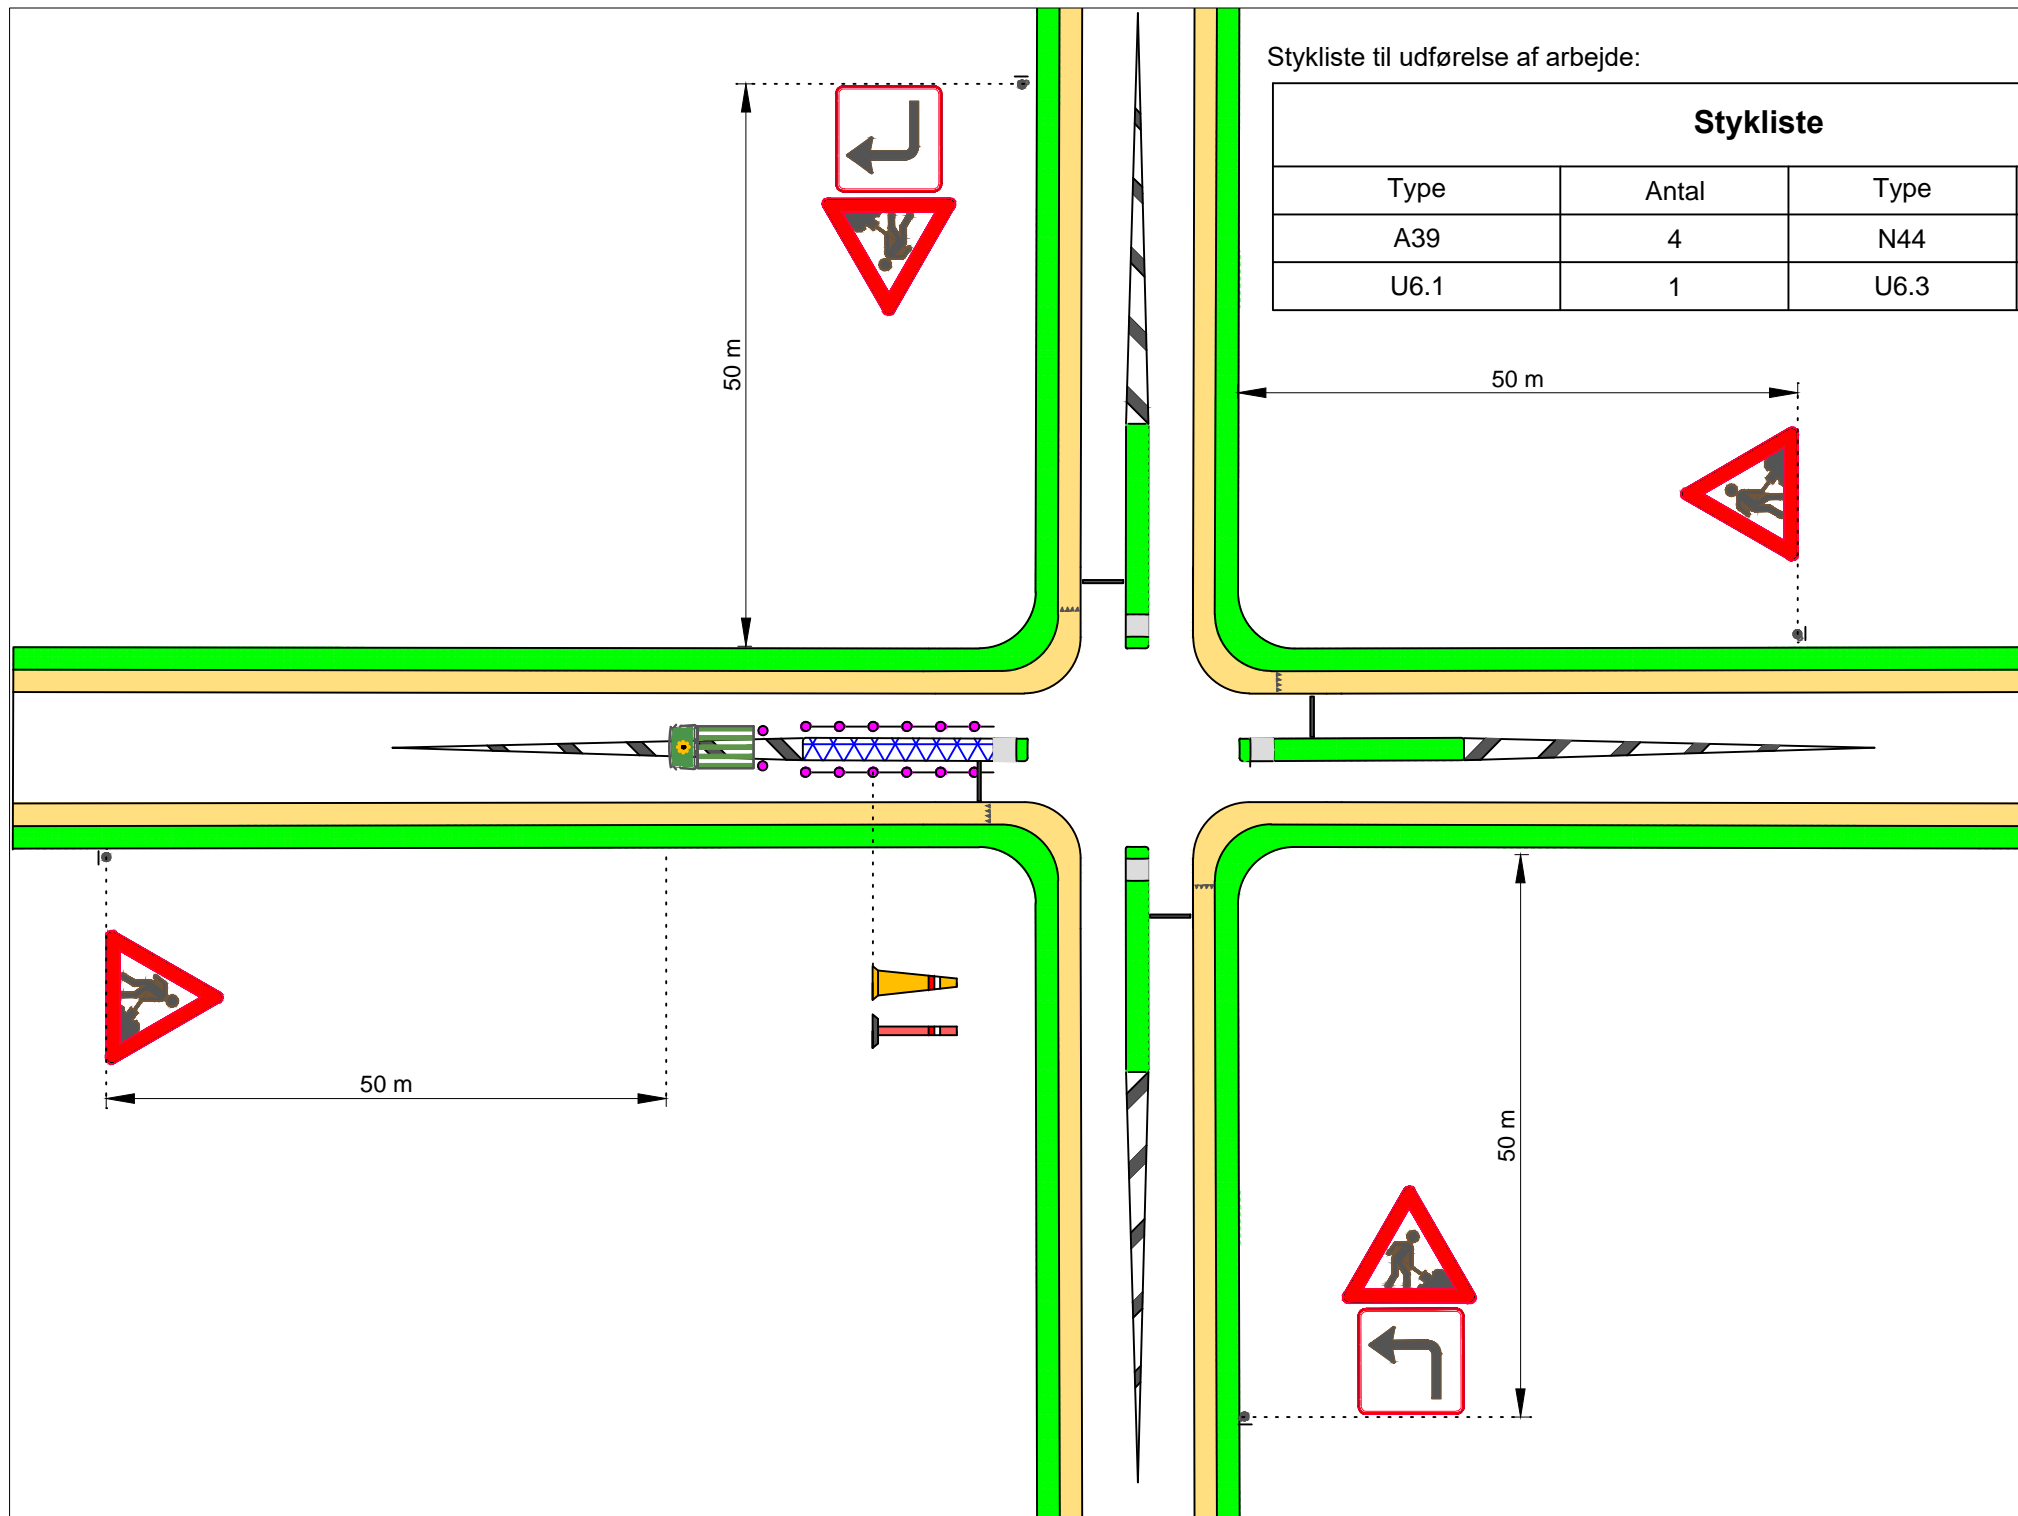 Stykliste til udførelse af arbejde:
Stykliste
Type Antal Type
A39 4 N44
U6.1 1 U6.3
50 m
50 m
50 m
50 m